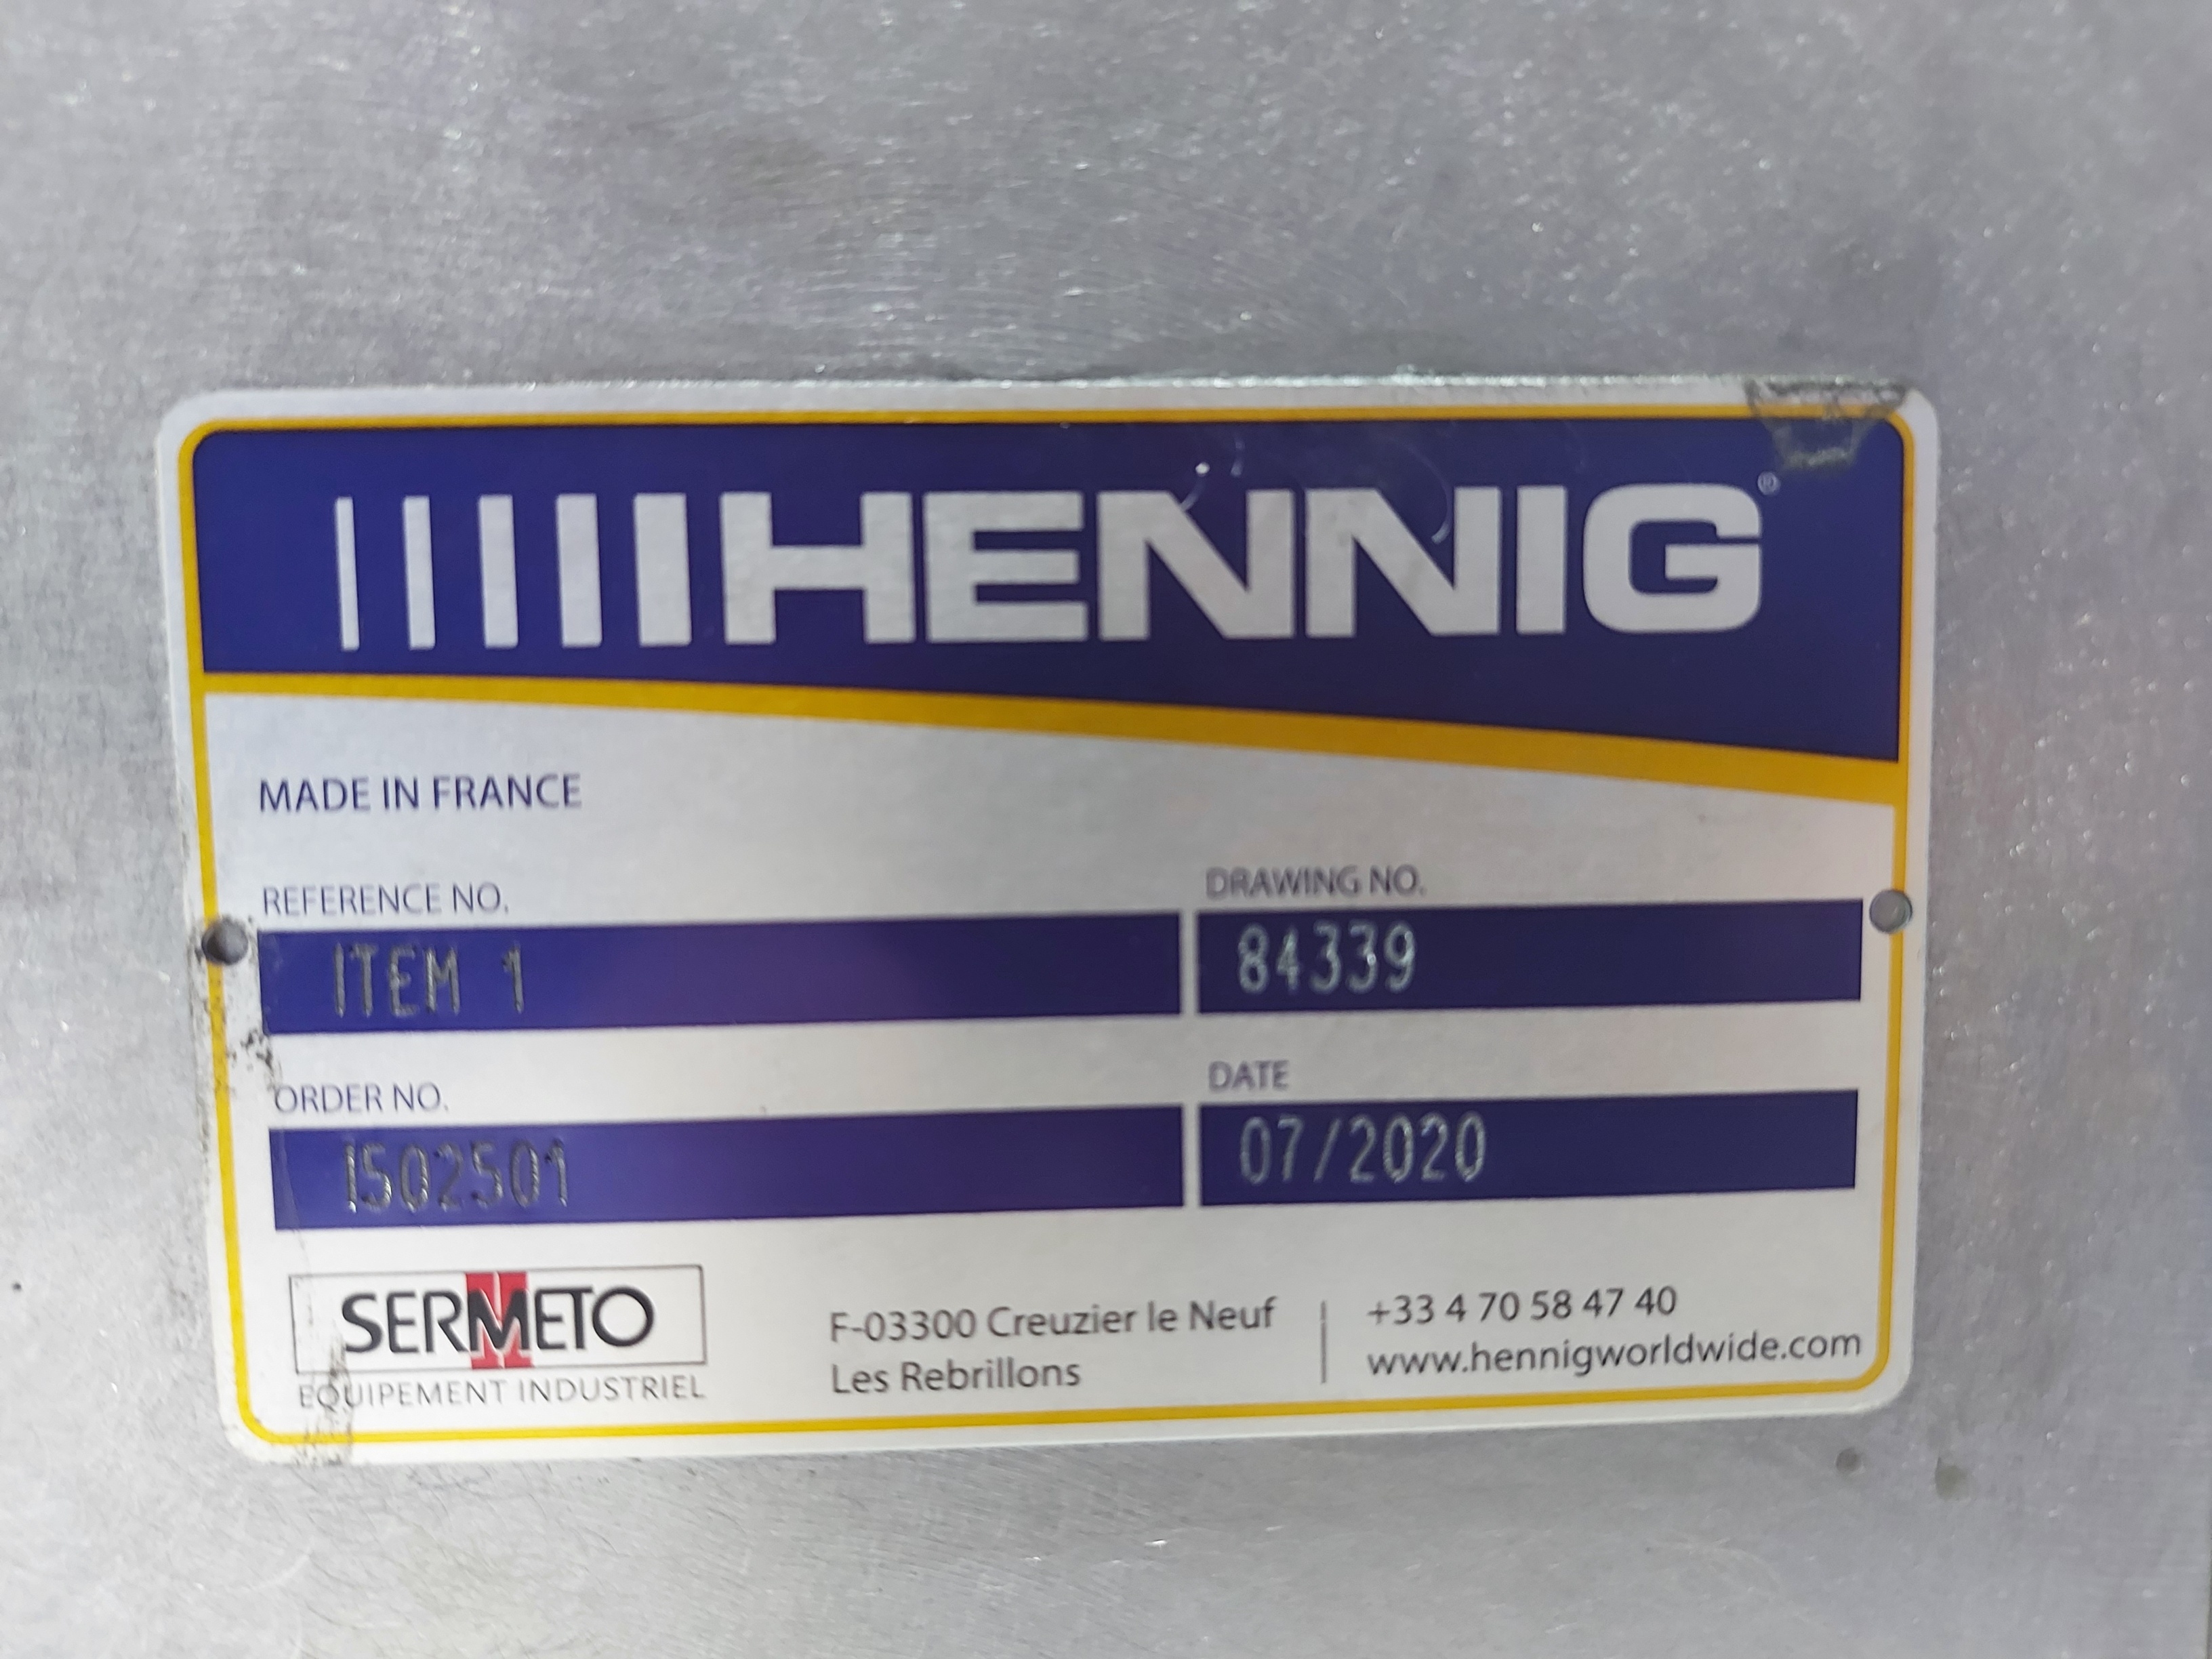 HENNIG®
MADE IN FRANCE
REFERENCE NO.
ITEM 1
DRAWING NO.
84339
ORDER NO.
1502501
DATE
07/2020
SERMETO
EQUIPEMENT INDUSTRIEL
F-03300 Creuzier le Neuf
Les Rebrillons
+33 4 70 58 47 40
www.hennigworldwide.com